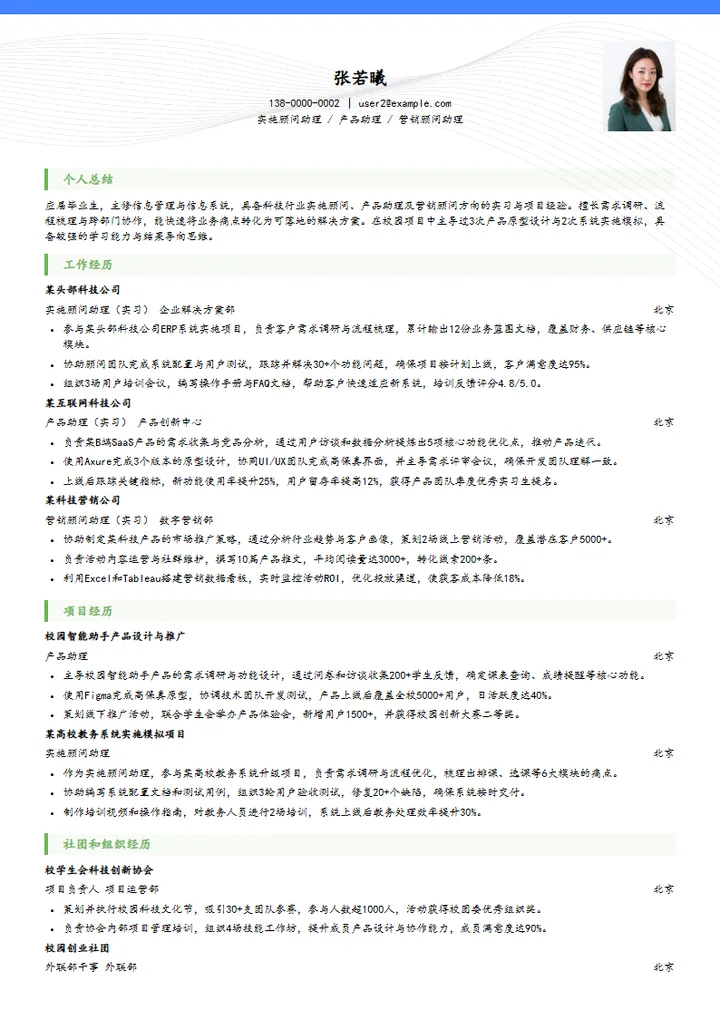 张若曦
138-0000-0002 | user2@example.com
实施顾问助理 / 产品助理 / 营销顾问助理
个人总结
应届毕业生，主修信息管理与信息系统，具备科技行业实施顾问、产品助理及营销顾问方向的实习与项目经验。擅长需求调研、流
程梳理与跨部门协作，能快速将业务痛点转化为可落地的解决方案。在校园项目中主导过3次产品原型设计与2次系统实施模拟，具
备较强的学习能力与结果导向思维。
工作经历
某头部科技公司
实施顾问助理（实习） 企业解决方案部 北京
• 参与某头部科技公司ERP系统实施项目，负责客户需求调研与流程梳理，累计输出12份业务蓝图文档，覆盖财务、供应链等核心
模块。
• 协助顾问团队完成系统配置与用户测试，跟踪并解决30+个功能问题，确保项目按计划上线，客户满意度达95%。
• 组织3场用户培训会议，编写操作手册与FAQ文档，帮助客户快速适应新系统，培训反馈评分4.8/5.0。
某互联网科技公司
产品助理（实习） 产品创新中心 北京
• 负责某B端SaaS产品的需求收集与竞品分析，通过用户访谈和数据分析提炼出5项核心功能优化点，推动产品迭代。
• 使用Axure完成3个版本的原型设计，协同UI/UX团队完成高保真界面，并主导需求评审会议，确保开发团队理解一致。
• 上线后跟踪关键指标，新功能使用率提升25%，用户留存率提高12%，获得产品团队季度优秀实习生提名。
某科技营销公司
营销顾问助理（实习） 数字营销部 北京
• 协助制定某科技产品的市场推广策略，通过分析行业趋势与客户画像，策划2场线上营销活动，覆盖潜在客户5000+。
• 负责活动内容运营与社群维护，撰写10篇产品推文，平均阅读量达3000+，转化线索200+条。
• 利用Excel和Tableau搭建营销数据看板，实时监控活动ROI，优化投放渠道，使获客成本降低18%。
项目经历
校园智能助手产品设计与推广
产品助理 北京
• 主导校园智能助手产品的需求调研与功能设计，通过问卷和访谈收集200+学生反馈，确定课表查询、成绩提醒等核心功能。
• 使用Figma完成高保真原型，协调技术团队开发测试，产品上线后覆盖全校5000+用户，日活跃度达40%。
• 策划线下推广活动，联合学生会举办产品体验会，新增用户1500+，并获得校园创新大赛二等奖。
某高校教务系统实施模拟项目
实施顾问助理 北京
• 作为实施顾问助理，参与某高校教务系统升级项目，负责需求调研与流程优化，梳理出排课、选课等6大模块的痛点。
• 协助编写系统配置文档和测试用例，组织3轮用户验收测试，修复20+个缺陷，确保系统按时交付。
• 制作培训视频和操作指南，对教务人员进行2场培训，系统上线后教务处理效率提升30%。
社团和组织经历
校学生会科技创新协会
项目负责人 项目运营部 北京
• 策划并执行校园科技文化节，吸引30+支团队参赛，参与人数超1000人，活动获得校团委优秀组织奖。
• 负责协会内部项目管理培训，组织4场技能工作坊，提升成员产品设计与协作能力，成员满意度达90%。
校园创业社团
外联部干事 外联部 北京